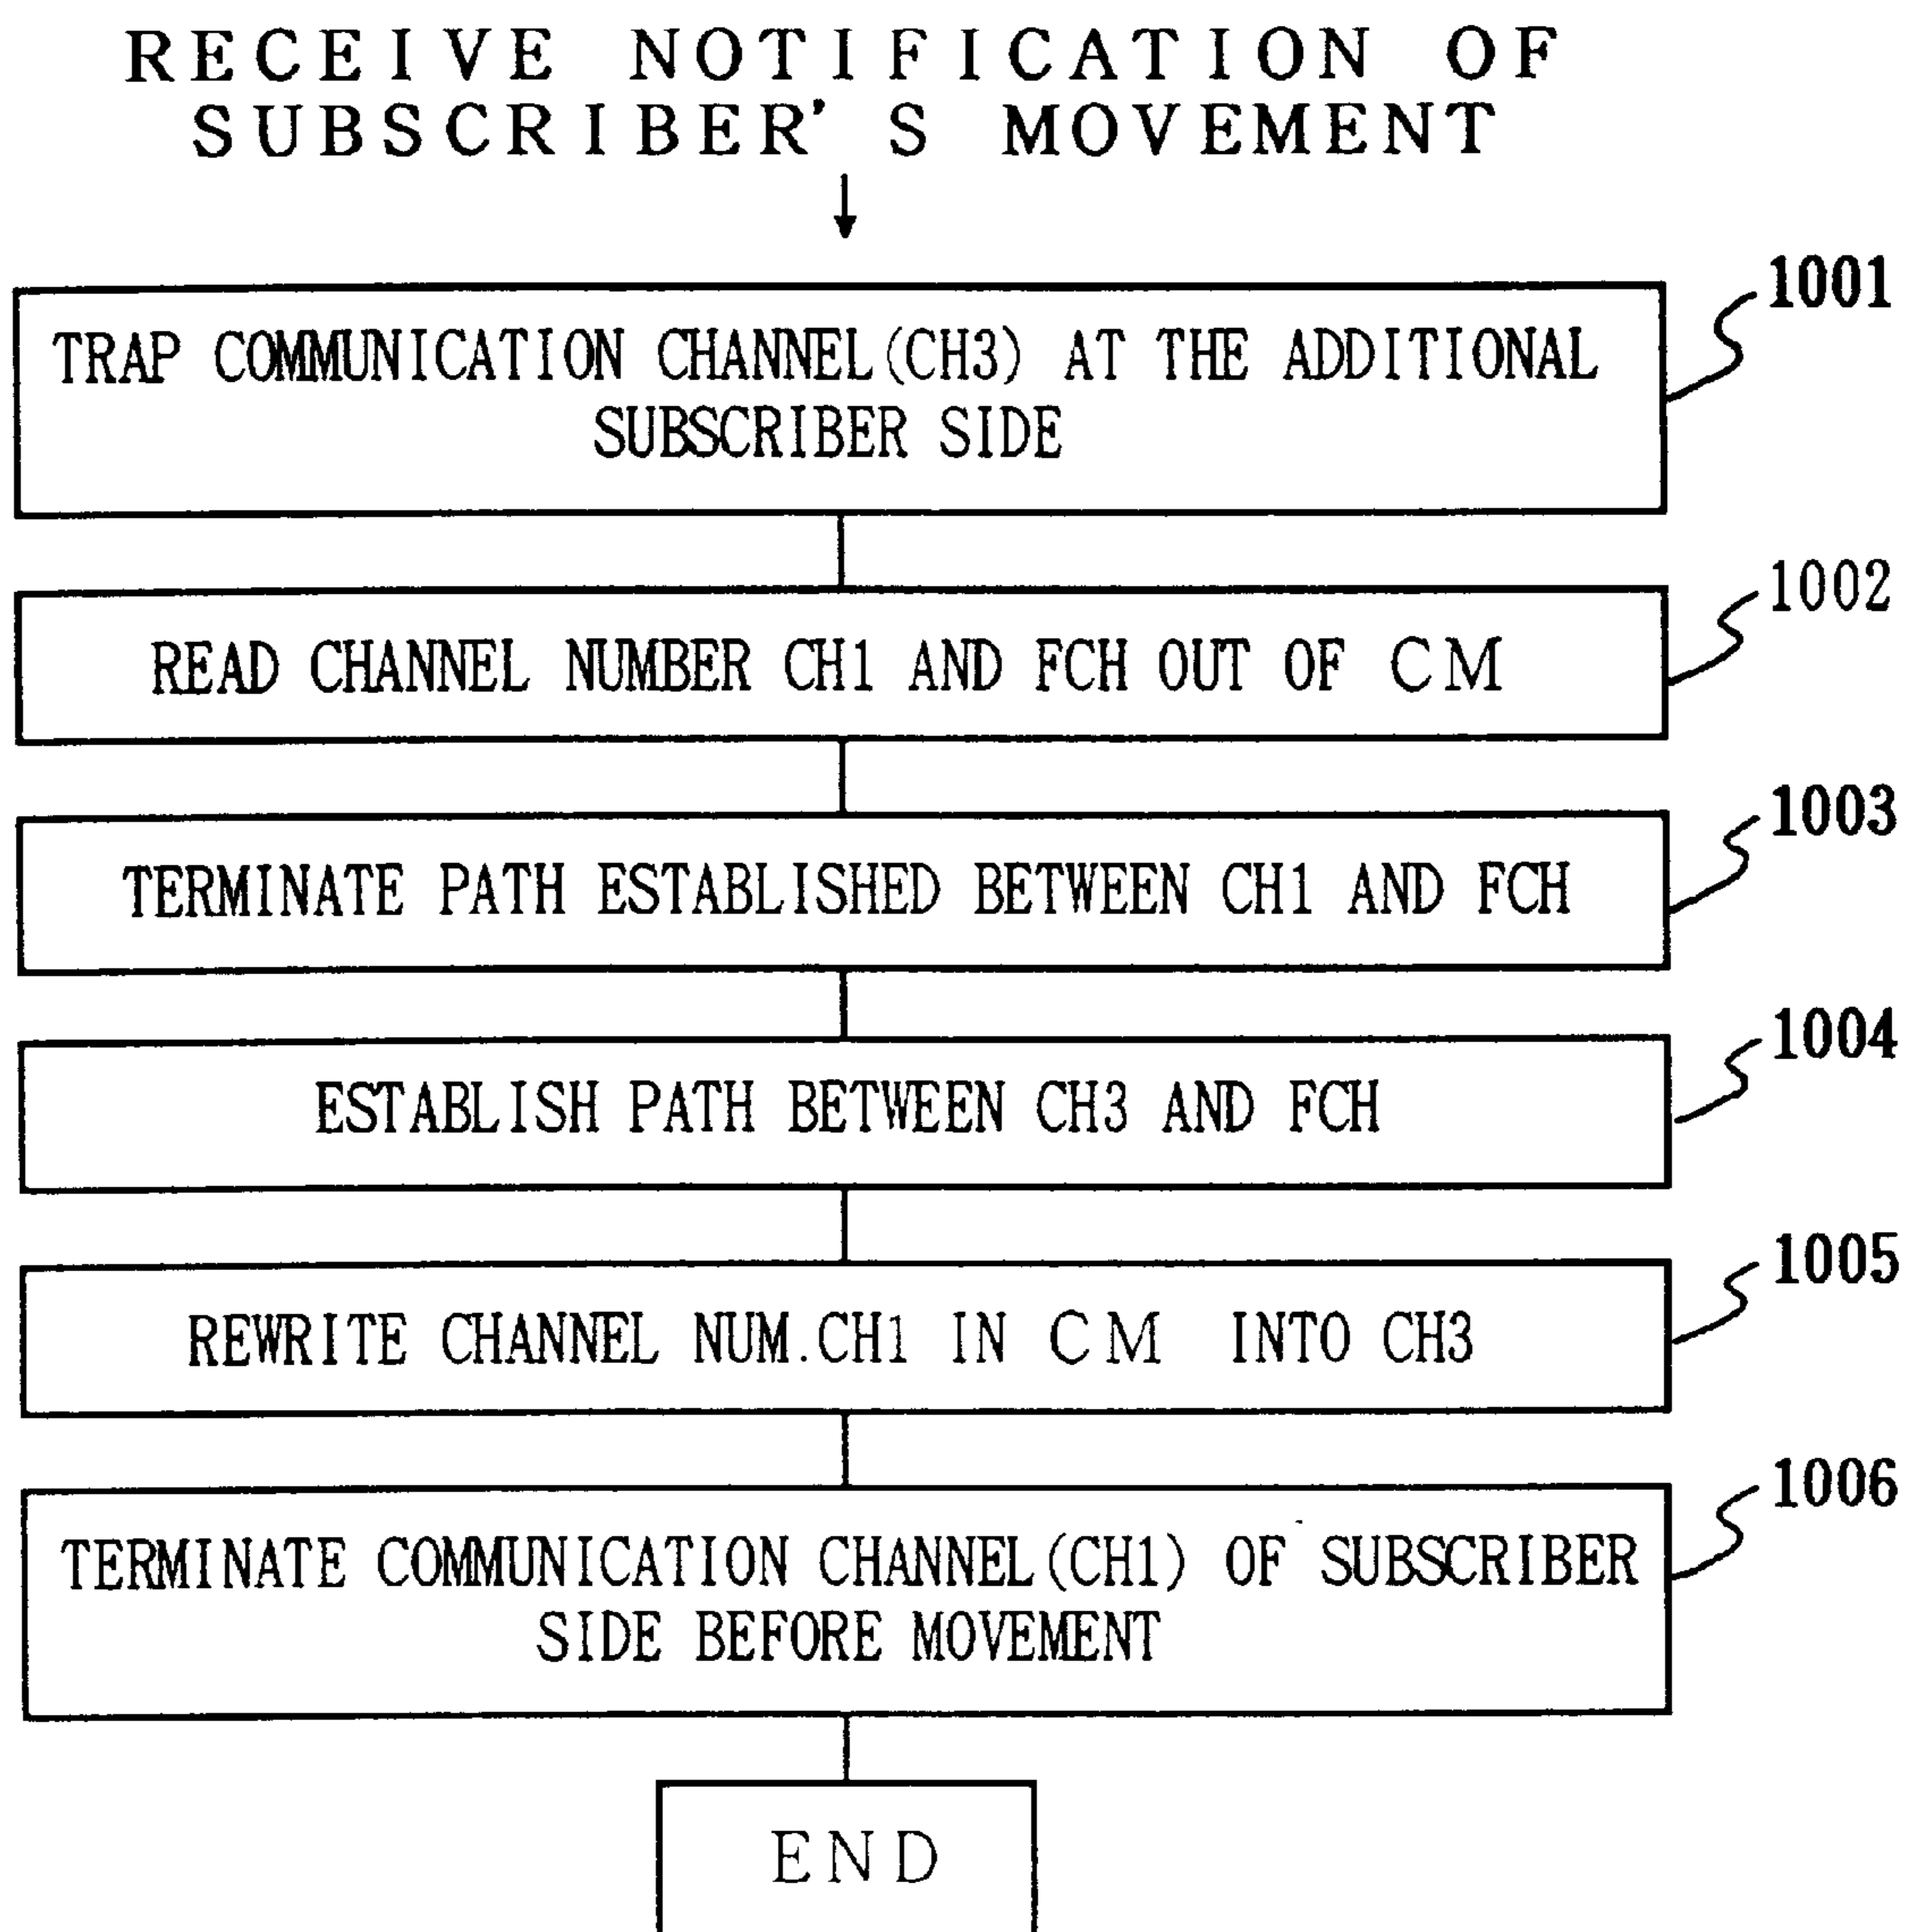 RECEIVE NOTIFICATION OF
SUBSCRIBER'S MOVEMENT
1001
TRAP COMMUNICATION CHANNEL(CH3) AT THE ADDITIONAL
SUBSCRIBER SIDE
1002
READ CHANNEL NUMBER CH1 AND FCH OUT OF CM
1003
TERMINATE PATH ESTABLISHED BETWEEN CH1 AND FCH
1004
ESTABLISH PATH BETWEEN CH3 AND FCH
1005
REWRITE CHANNEL NUM.CH1 IN CM INTO CH3
1006
TERMINATE COMMUNICATION CHANNEL(CH1) OF SUBSCRIBER
SIDE BEFORE MOVEMENT
END